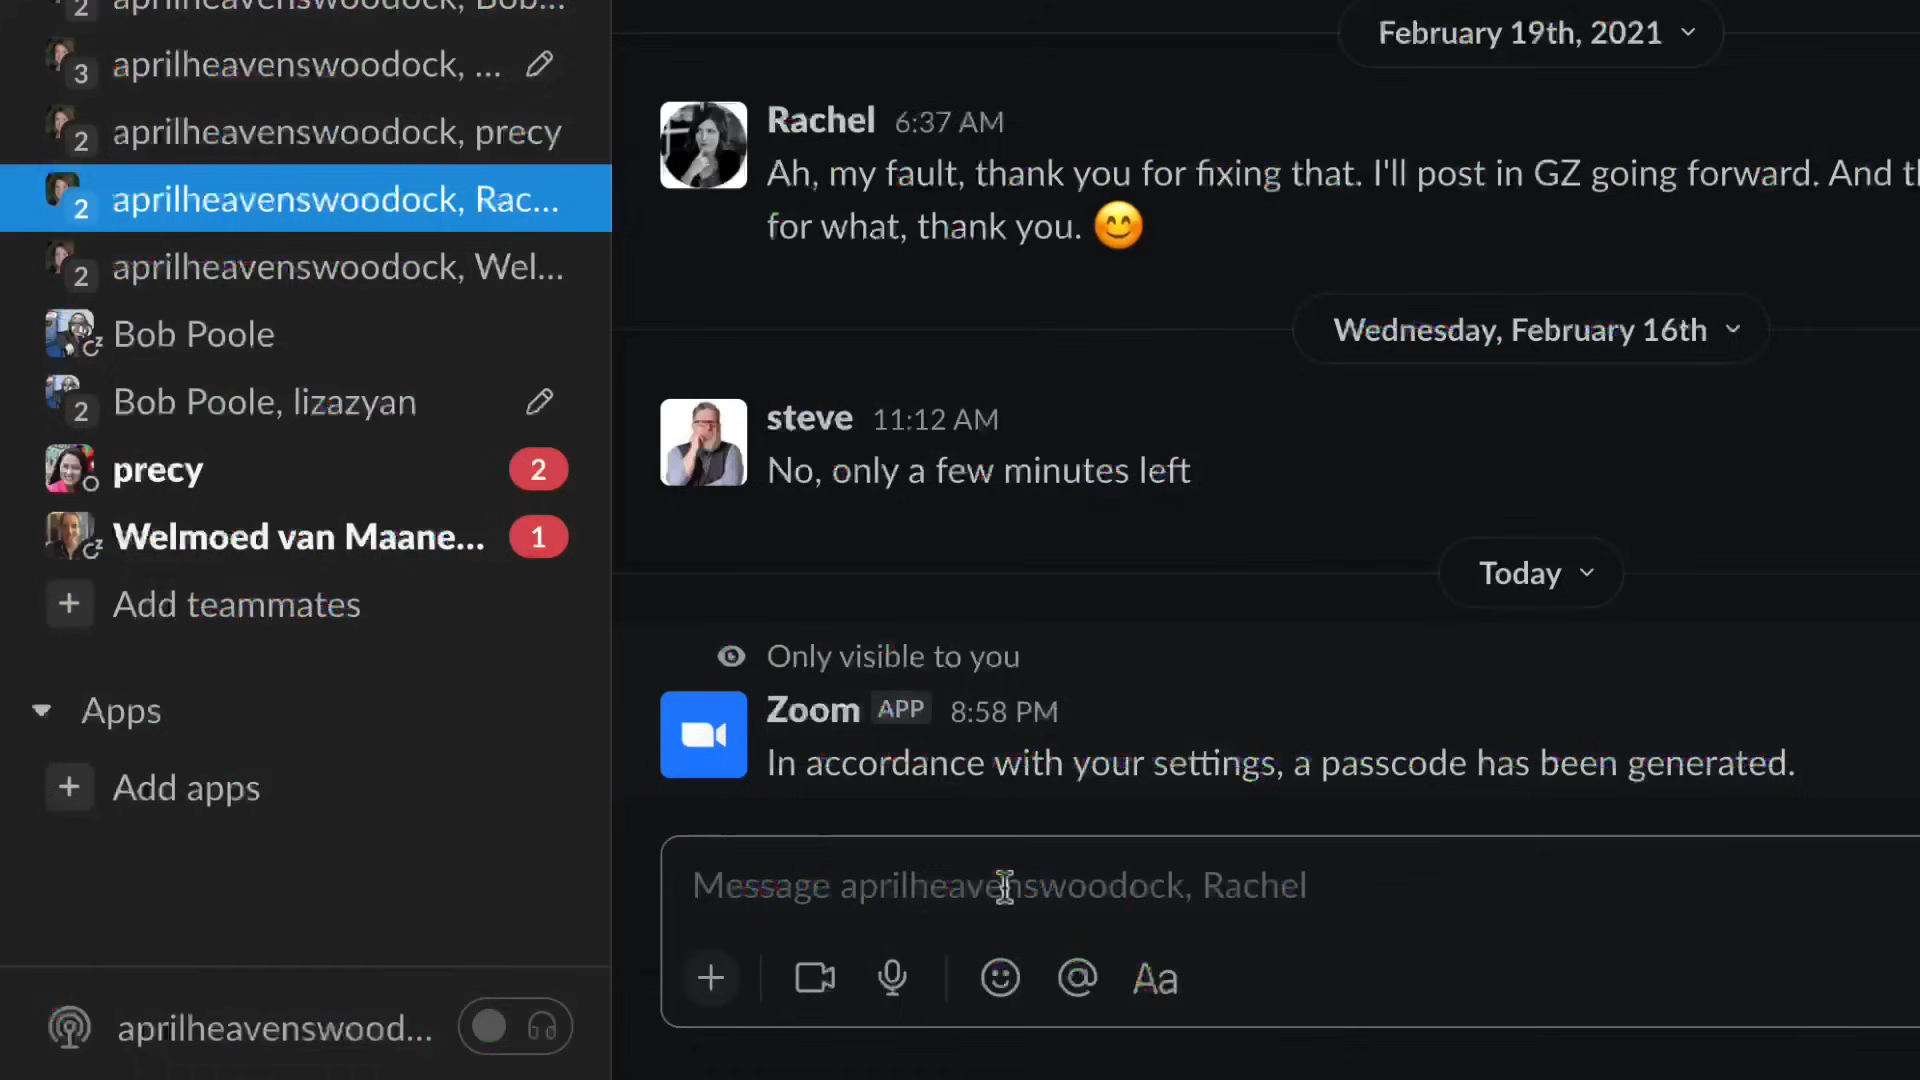 2 aprilheavenswoodock, Bob...
3 aprilheavenswoodock, ...
2 aprilheavenswoodock, precy
2 aprilheavenswoodock, Rac...
2 aprilheavenswoodock, Wel...
Bob Poole
2 Bob Poole, lizazyan
precy 2
Welmoed van Maane... 1
+ Add teammates
Apps
+ Add apps
aprilheavenswood...
February 19th, 2021
Rachel 6:37 AM
Ah, my fault, thank you for fixing that. I'll post in GZ going forward. And
for what, thank you. 😊
Wednesday, February 16th
steve 11:12 AM
No, only a few minutes left
Today
Only visible to you
Zoom APP 8:58 PM
In accordance with your settings, a passcode has been generated.
Message aprilheavenswoodock, Rachel
+ @ Aa